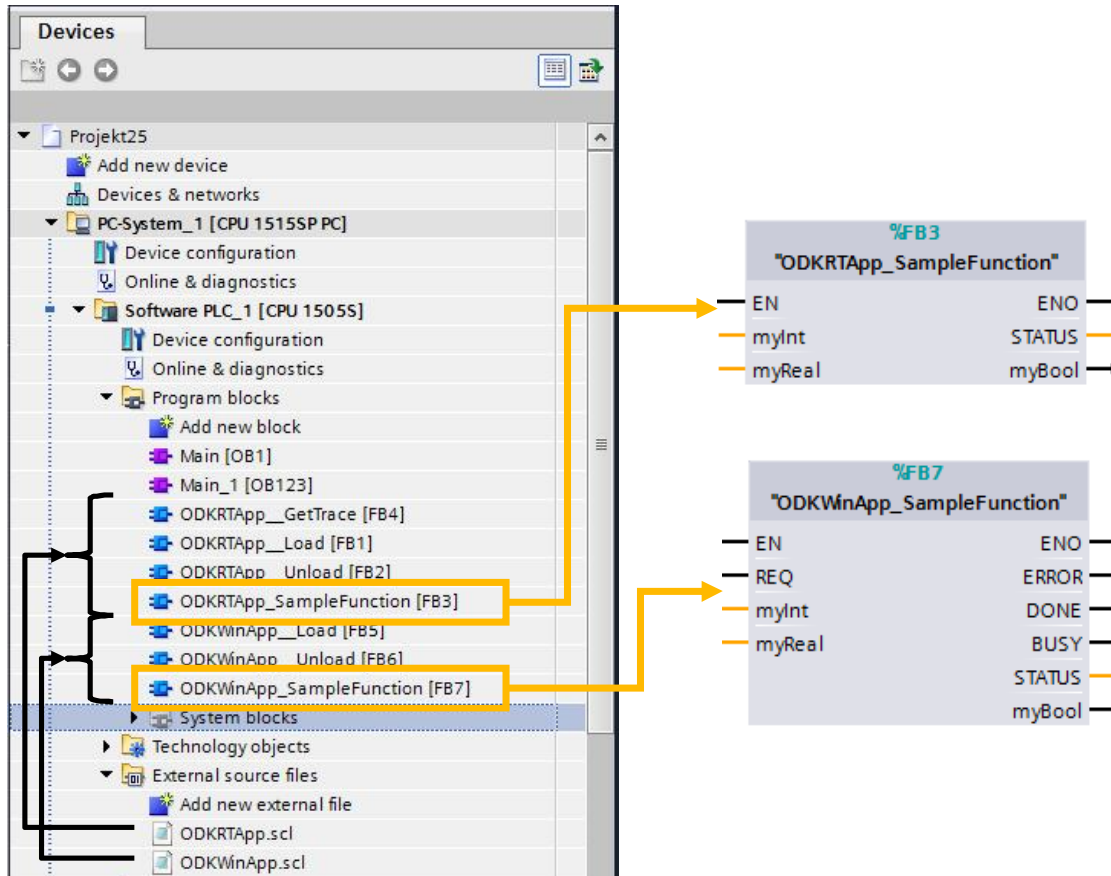 Devices
Projekt25
Add new device
Devices & networks
PC-System_1 [CPU 1515SP PC]
Device configuration
Online & diagnostics
Software PLC_1 [CPU 1505S]
Device configuration
Online & diagnostics
Program blocks
Add new block
Main [OB1]
Main_1 [OB123]
ODKRTApp__GetTrace [FB4]
ODKRTApp__Load [FB1]
ODKRTApp__Unload [FB2]
ODKRTApp_SampleFunction [FB3]
ODKWinApp__Load [FB5]
ODKWinApp__Unload [FB6]
ODKWinApp_SampleFunction [FB7]
System blocks
Technology objects
External source files
Add new external file
ODKRTApp.scl
ODKWinApp.scl
%FB3
"ODKRTApp_SampleFunction"
EN ENO
myInt STATUS
myReal myBool
%FB7
"ODKWinApp_SampleFunction"
EN ENO
REQ ERROR
myInt DONE
myReal BUSY
STATUS
myBool